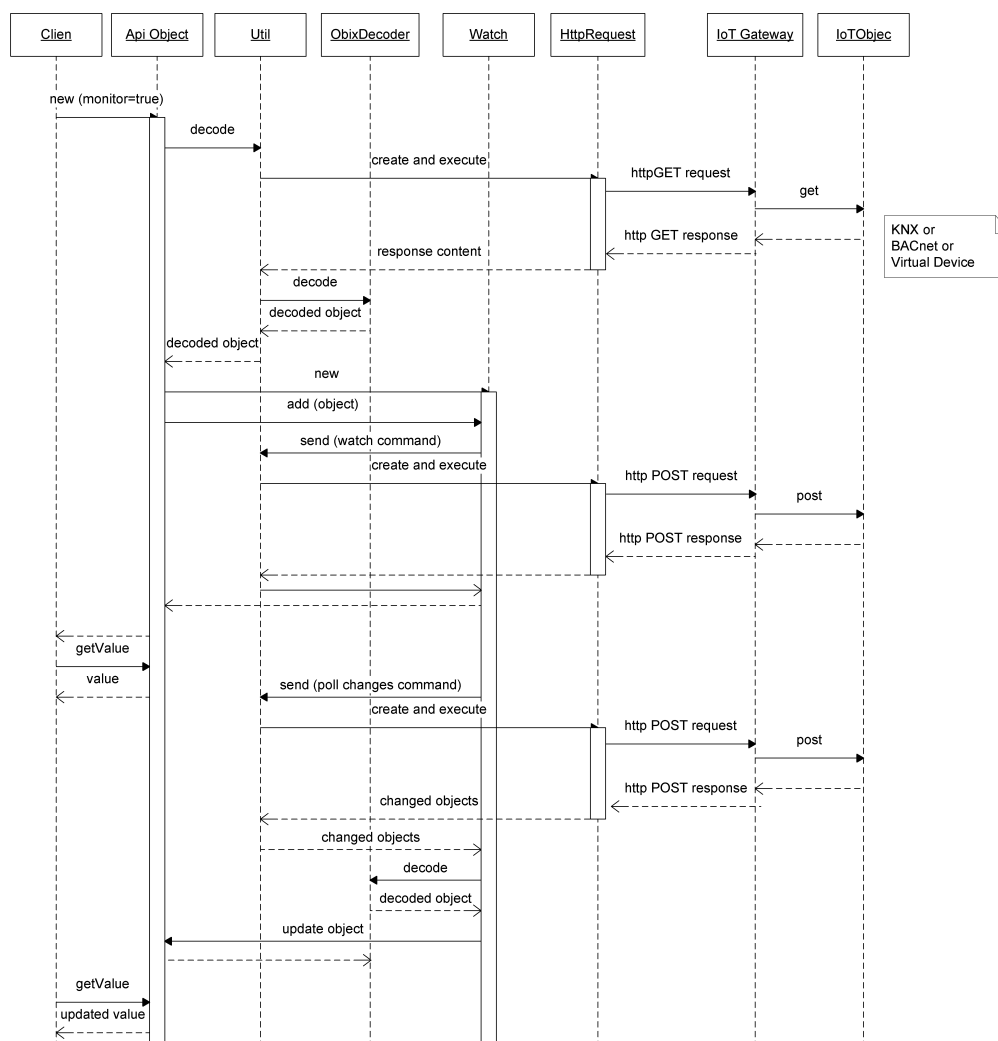 Clien
Api Object
Util
ObixDecoder
Watch
HttpRequest
IoT Gateway
IoTObjec
new (monitor=true)
decode
create and execute
httpGET request
get
KNX or
BACnet or
Virtual Device
http GET response
response content
decode
decoded object
decoded object
new
add (object)
send (watch command)
create and execute
http POST request
post
http POST response
getValue
value
send (poll changes command)
create and execute
http POST request
post
http POST response
changed objects
changed objects
decode
decoded object
update object
getValue
updated value